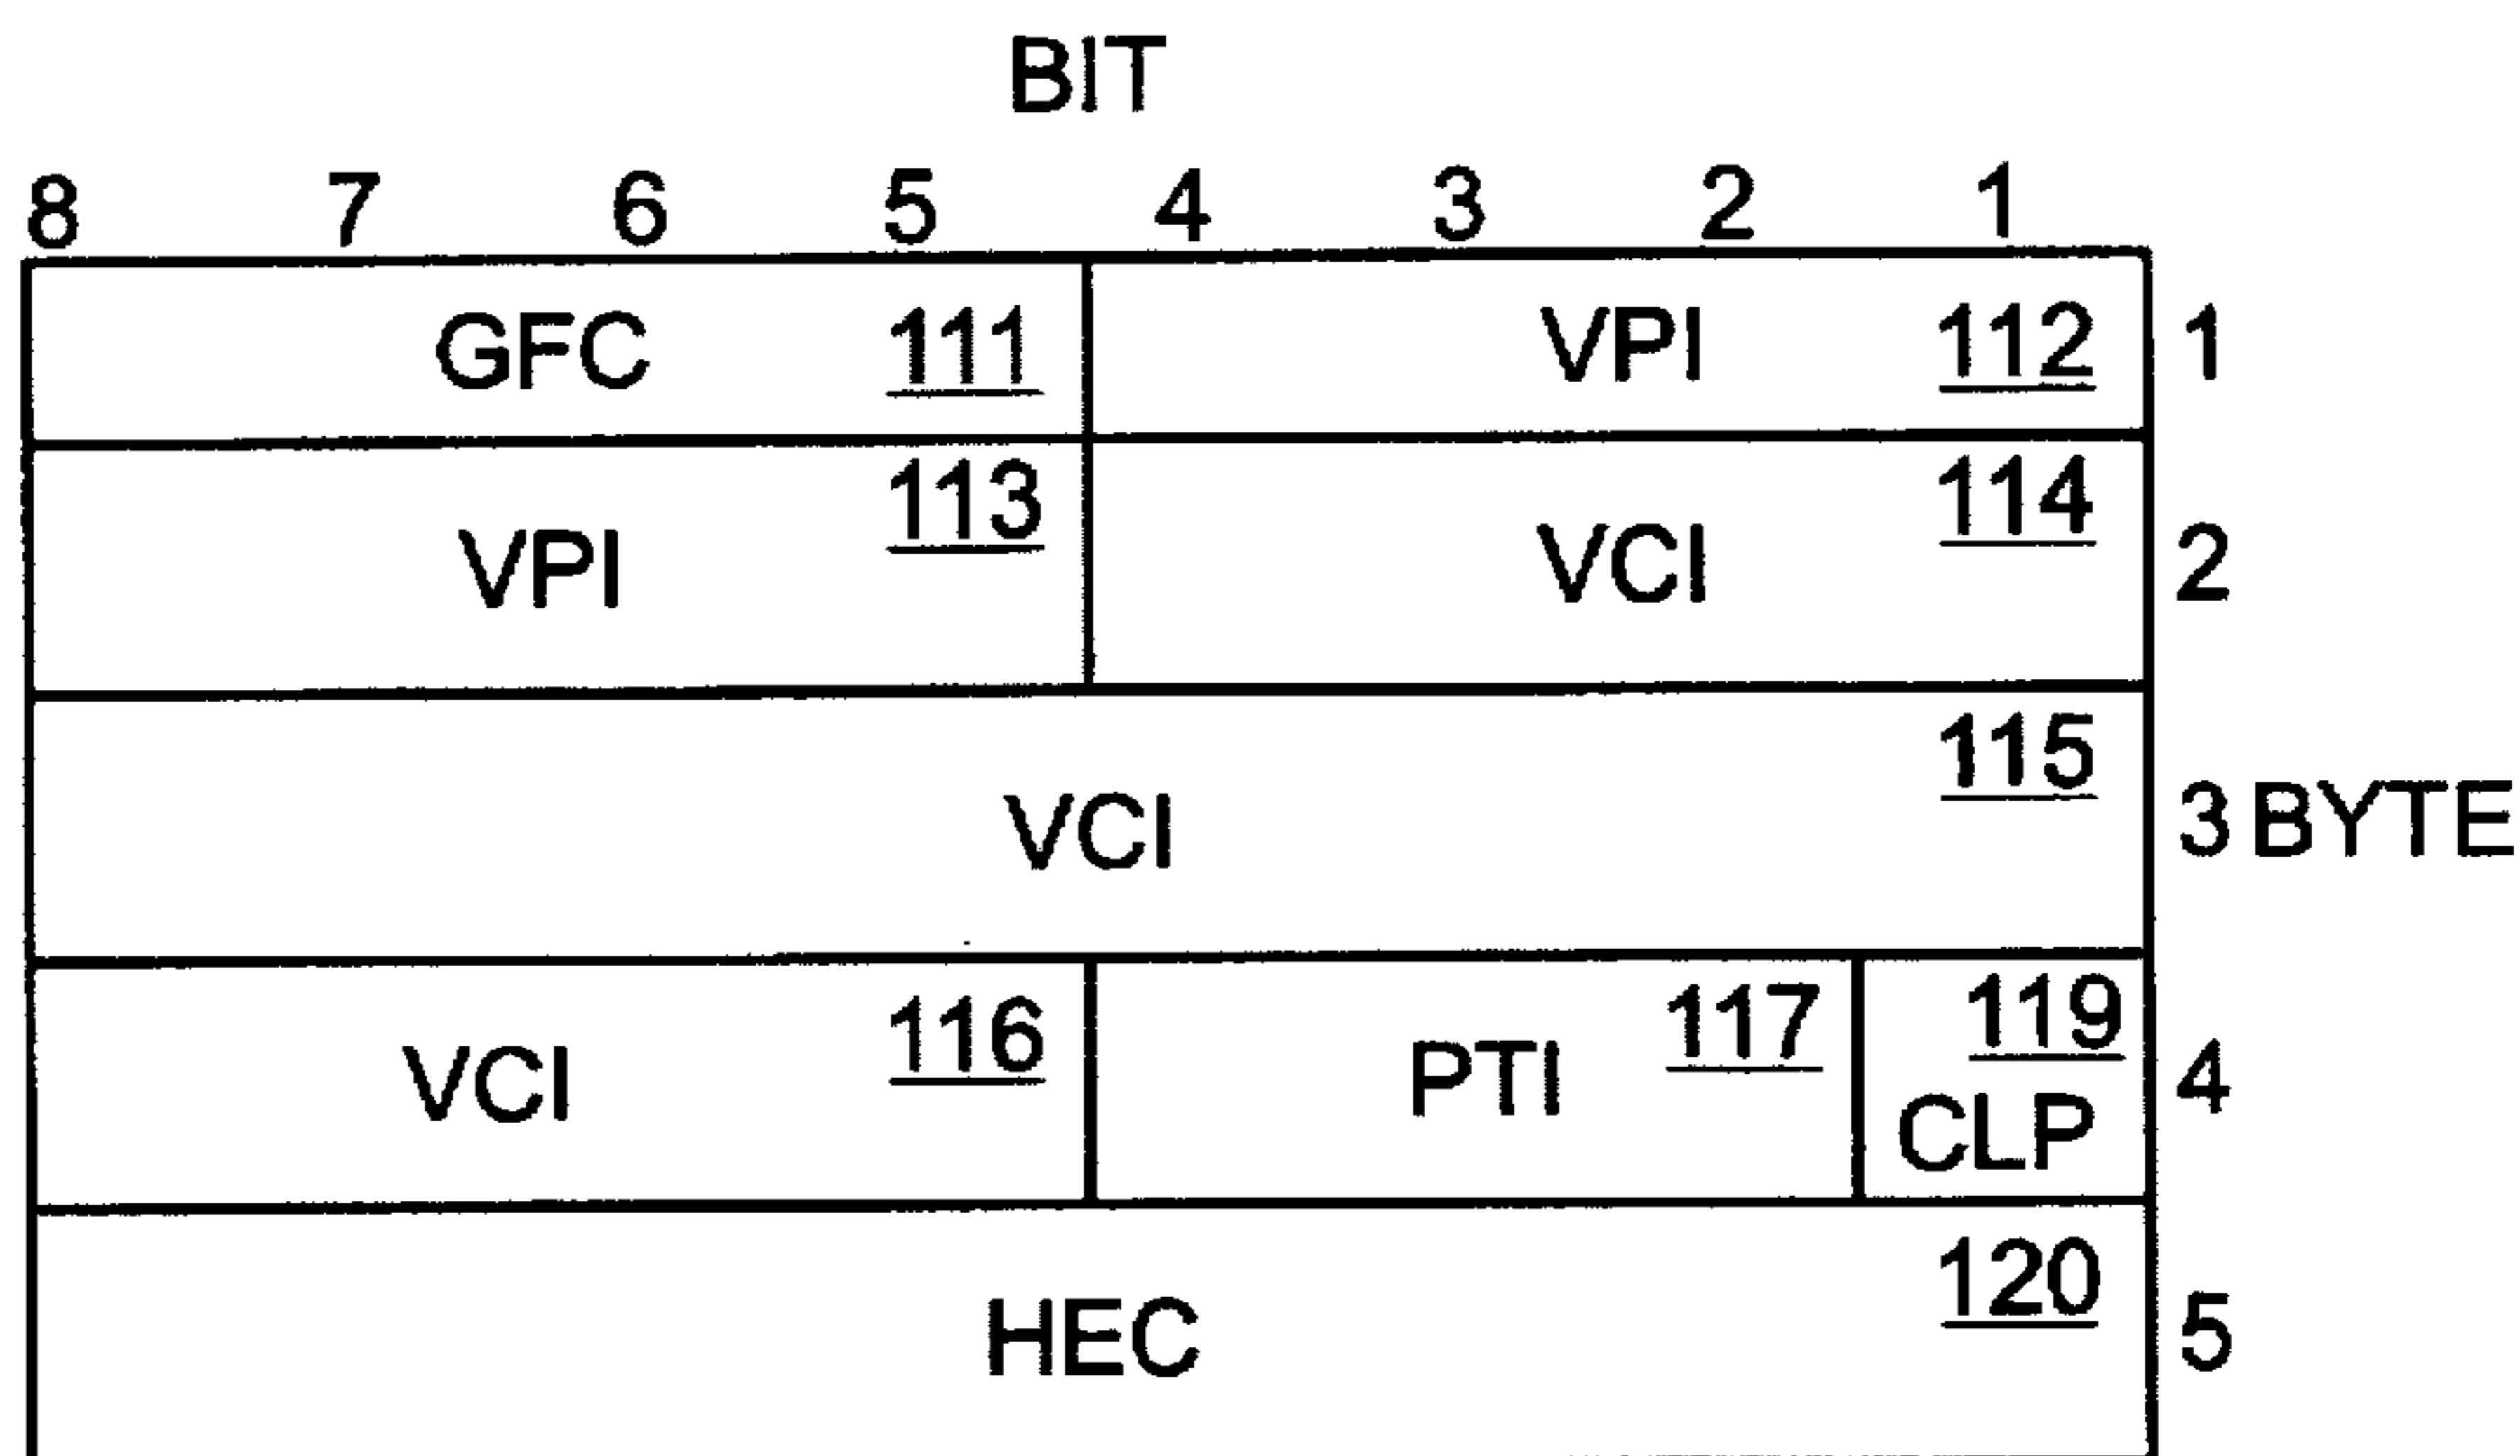 BIT
8 7 6 5 4 3 2 1
GFC 111 VPI 112 1
VPI 113 VCI 114 2
VCI 115 3 BYTE
VCI 116 PTI 117 119 CLP 4
HEC 120 5